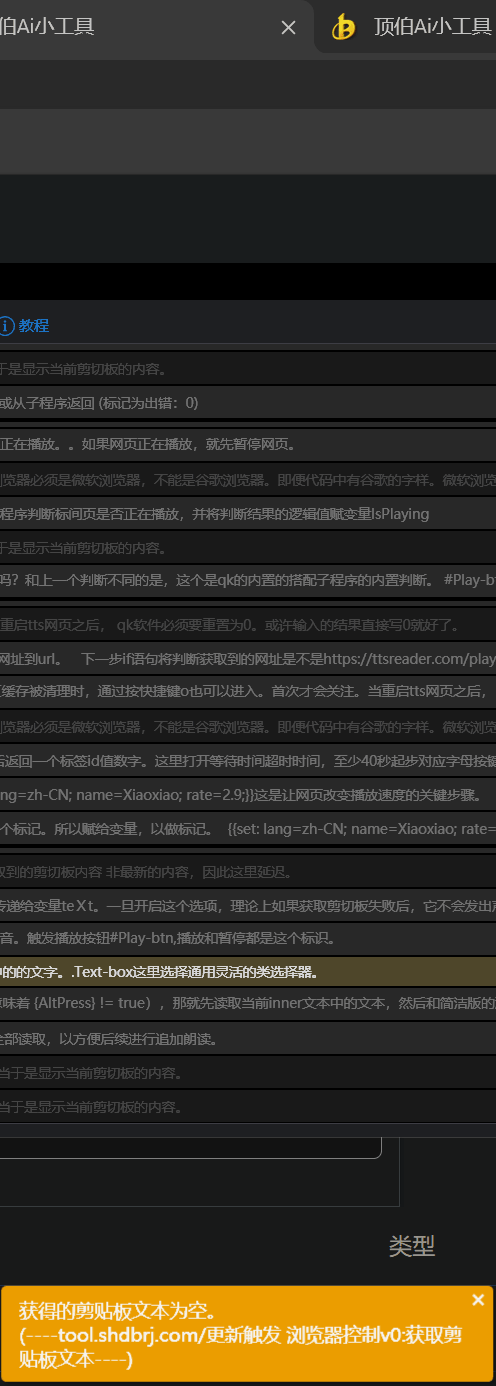 伯Ai小工具
顶伯Ai小工具
教程
于是显示当前剪切板的内容。
或从子程序返回 (标记为出错：0)
正在播放。。如果网页正在播放，就先暂停网页。
浏览器必须是微软浏览器，不能是谷歌浏览器。即便代码中有谷歌的字样。微软浏览
程序判断标间页是否正在播放，并将判断结果的逻辑值赋变量IsPlaying
于是显示当前剪切板的内容。
吗？和上一个判断不同的是，这个是qk的内置的搭配子程序的内置判断。 #Play-bt
重启tts网页之后， qk软件必须要重置为0。或许输入的结果直接写0就好了。
网址到url。 下一步if语句将判断获取到的网址是不是https://ttsreader.com/play
缓存被清理时，通过按快捷键o也可以进入。首次才会关注。当重启tts网页之后，
浏览器必须是微软浏览器，不能是谷歌浏览器。即便代码中有谷歌的字样。微软浏览
后返回一个标签id值数字。这里打开等待时间超时时间，至少40秒起步对应字母按键
ng=zh-CN; name=Xiaoxiao; rate=2.9;}}这是让网页改变播放速度的关键步骤。
个标记。所以赋给变量，以做标记。 {{set: lang=zh-CN; name=Xiaoxiao; rate=
取到的剪切板内容 非最新的内容，因此这里延迟。
传递给变量teXt。一旦开启这个选项，理论上如果获取剪切板失败后，它不会发出声
音。触发播放按钮#Play-btn,播放和暂停都是这个标识。
中的的文字。.Text-box这里选择通用灵活的类选择器。
意味着 {AltPress} != true），那就先读取当前inner文本中的文本，然后和简洁版的
全部读取，以方便后续进行追加朗读。
当于是显示当前剪切板的内容。
当于是显示当前剪切板的内容。
类型
获得的剪贴板文本为空。
(----tool.shdbrj.com/更新触发 浏览器控制v0:获取剪
贴板文本----)